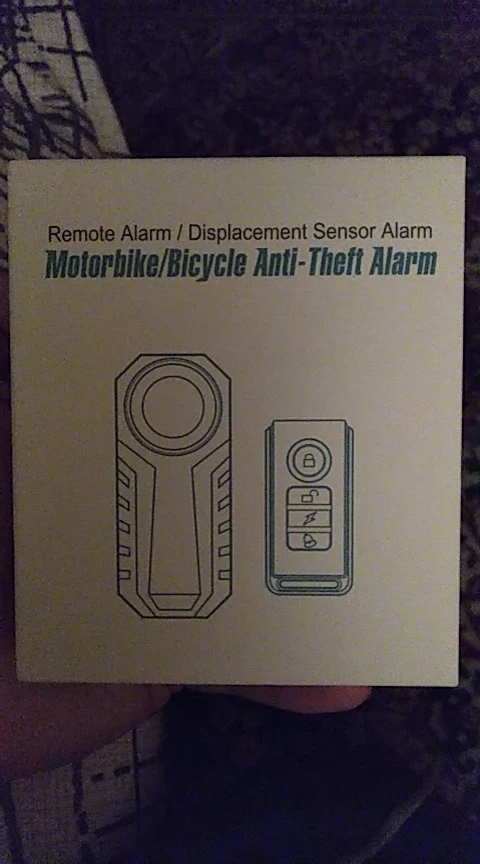 Remote Alarm / Displacement Sensor Alarm
Motorbike/Bicycle Anti-Theft Alarm